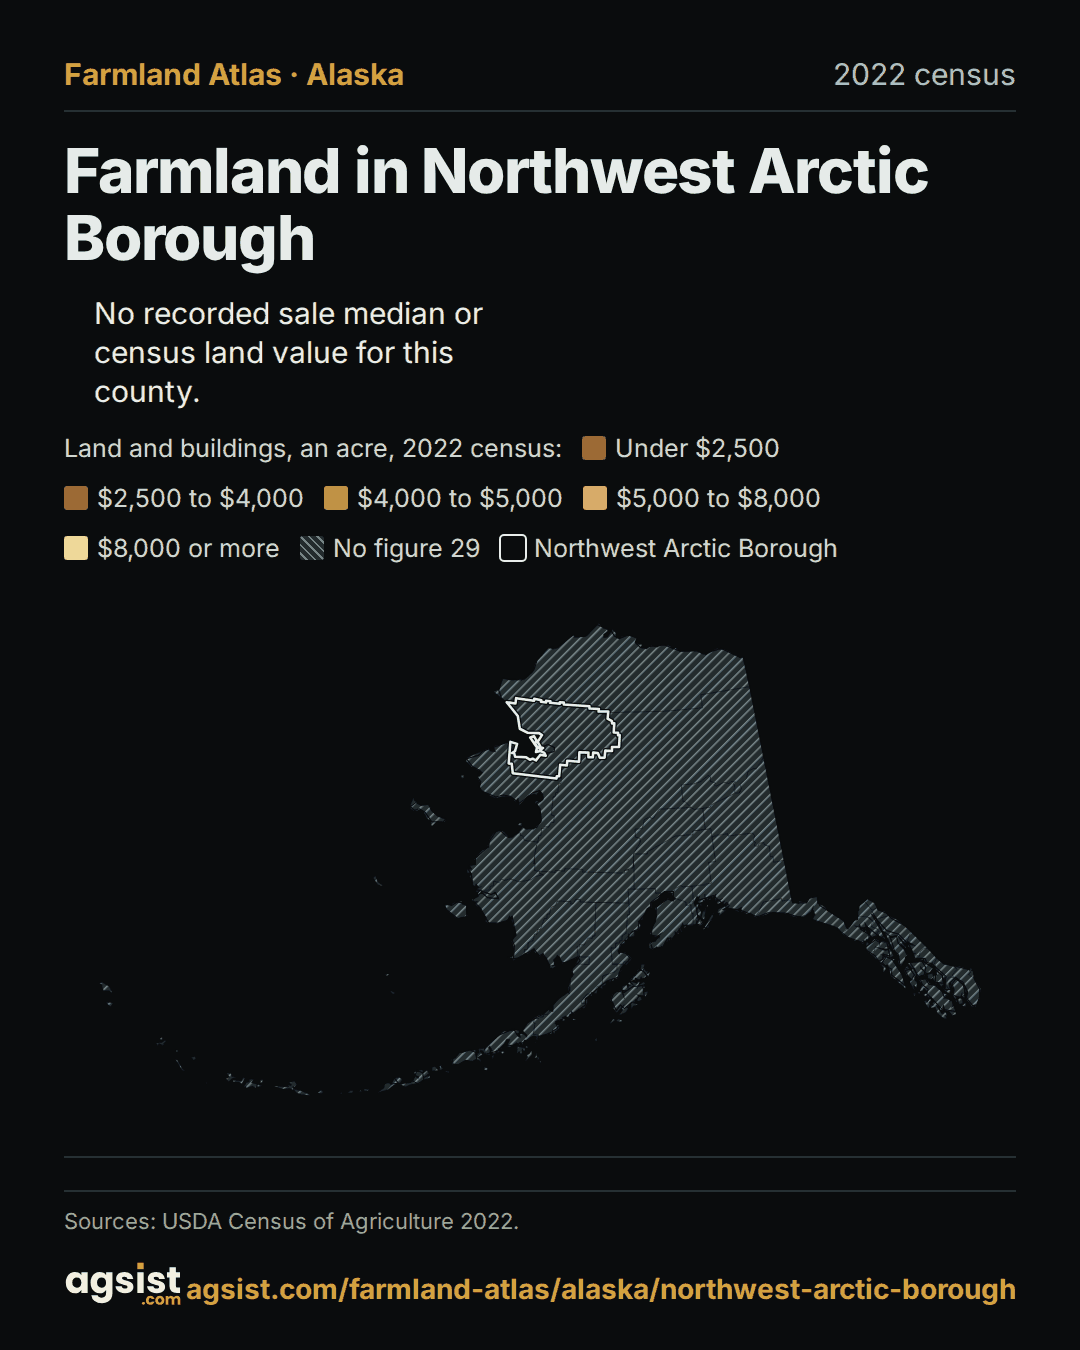 Farmland Atlas · Alaska
2022 census
Farmland in Northwest Arctic
Borough
No recorded sale median or
census land value for this
county.
Land and buildings, an acre, 2022 census: Under $2,500
$2,500 to $4,000 $4,000 to $5,000 $5,000 to $8,000
$8,000 or more No figure 29 Northwest Arctic Borough
Sources: USDA Census of Agriculture 2022.
agsist
.com
agsist.com/farmland-atlas/alaska/northwest-arctic-borough